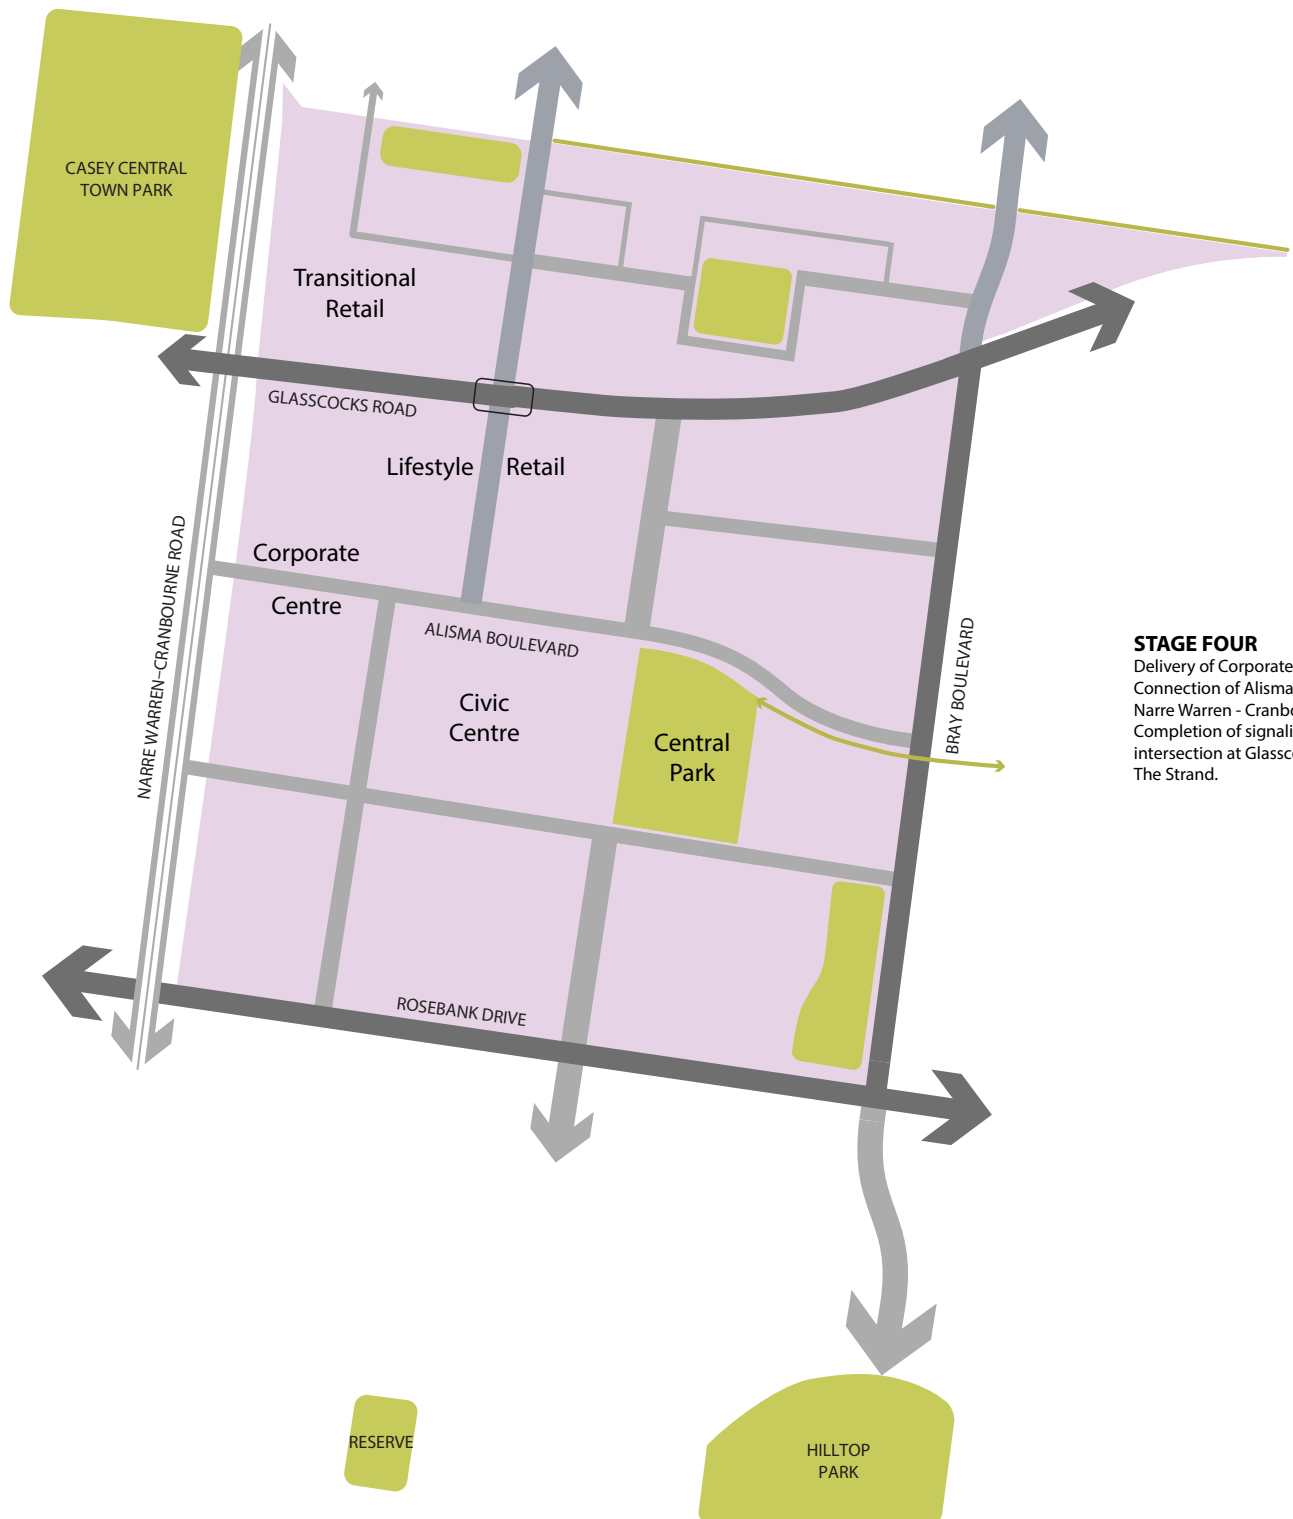 CASEY CENTRAL
TOWN PARK
Transitional
Retail
GLASSCOCKS ROAD
Lifestyle Retail
NARRE WARREN–CRANBOURNE ROAD
Corporate
Centre
ALISMA BOULEVARD
Civic
Centre
Central
Park
BRAY BOULEVARD
STAGE FOUR
Delivery of Corporate
Connection of Alisma
Narre Warren - Cranbo
Completion of signali
intersection at Glassc
The Strand.
ROSEBANK DRIVE
RESERVE
HILLTOP
PARK